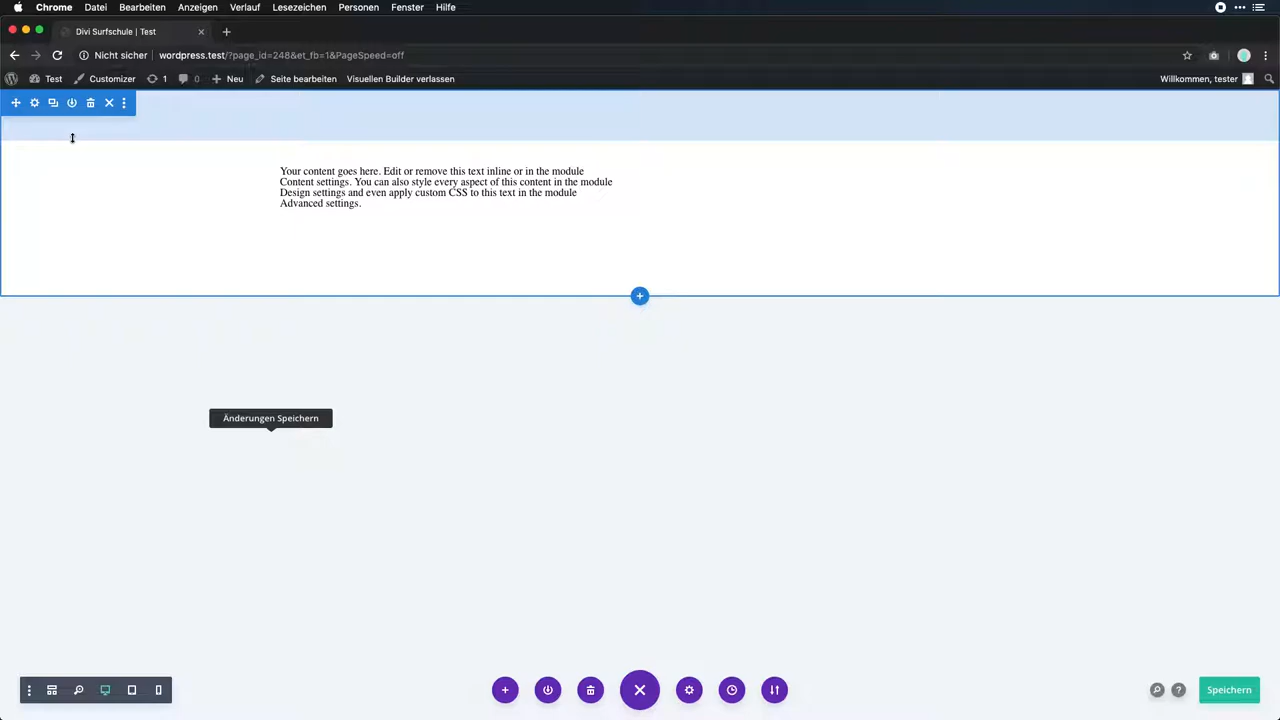 Chrome Datei Bearbeiten Anzeigen Verlauf Lesezeichen Personen Fenster Hilfe
Divi Surfschule | Test
Nicht sicher wordpress.test/?page_id=248&et_fb=1&PageSpeed=off
Test Customizer 1 0 Neu Seite bearbeiten Visuellen Builder verlassen Willkommen, tester
Your content goes here. Edit or remove this text inline or in the module
Content settings. You can also style every aspect of this content in the module
Design settings and even apply custom CSS to this text in the module
Advanced settings.
Änderungen Speichern
Speichern